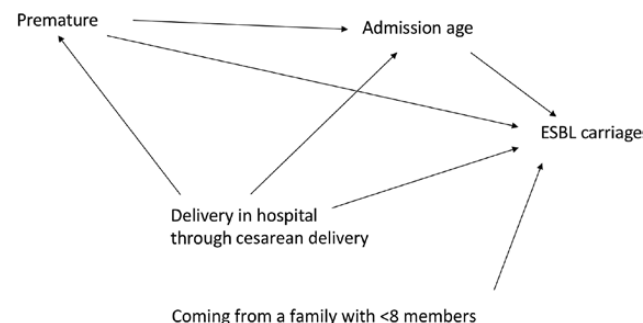 Premature
Admission age
ESBL carriage
Delivery in hospital
through cesarean delivery
Coming from a family with <8 members